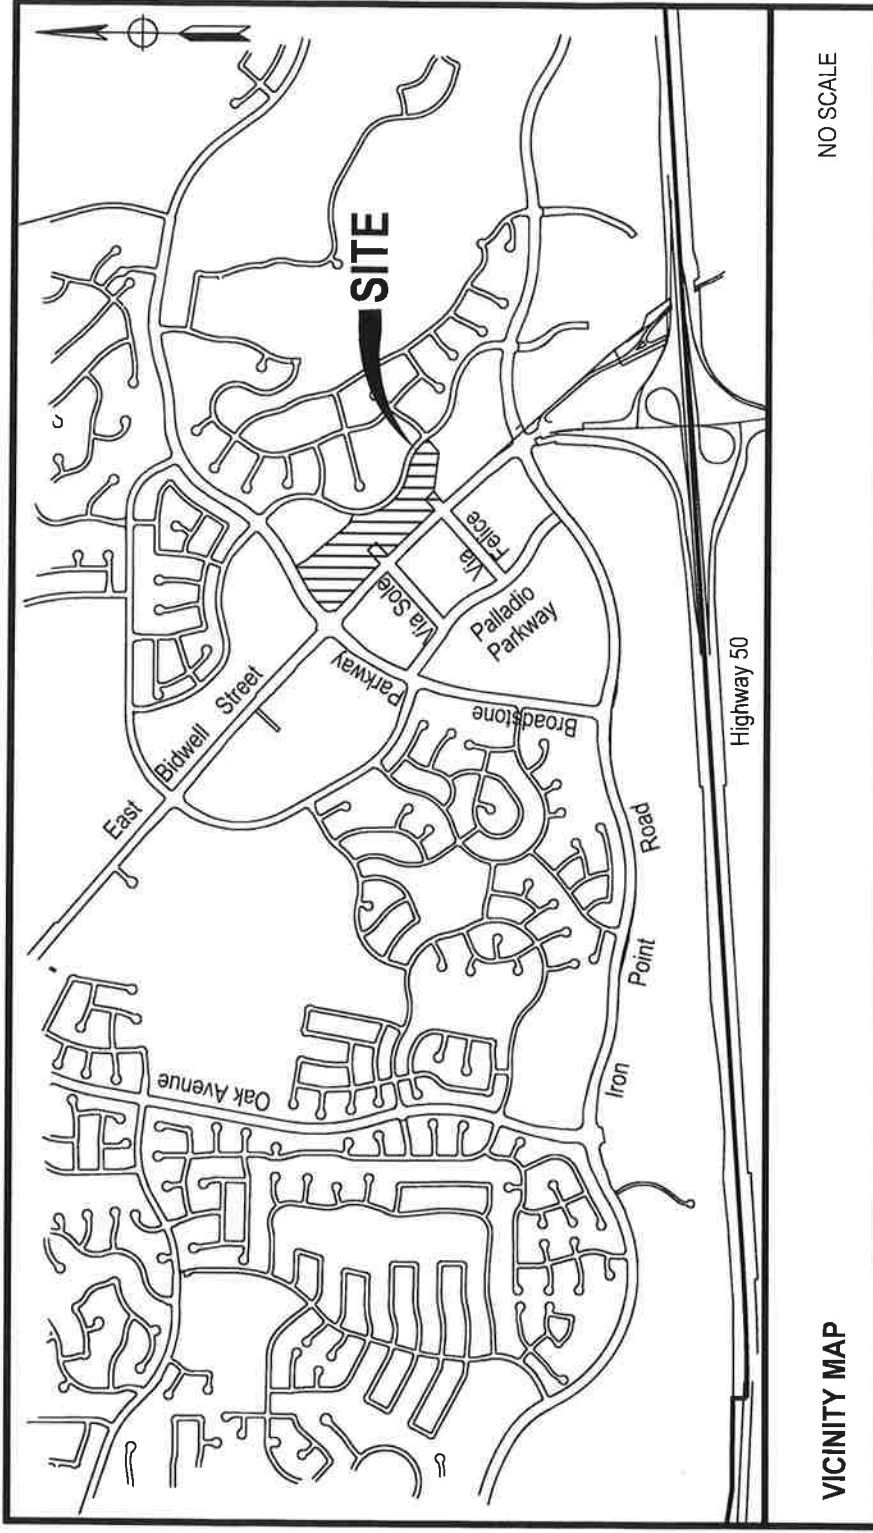 SITE
East
Bidwell
Street
Via Sole
Via
Felice
Palladio
Parkway
Parkway
Broadstone
Oak Avenue
Iron
Point
Road
Highway 50
VICINITY MAP
NO SCALE